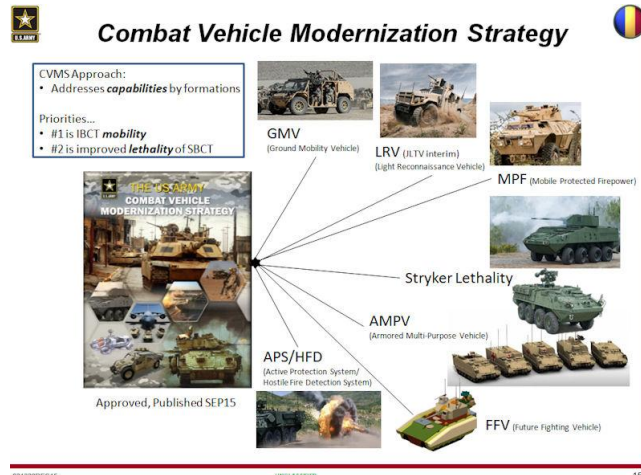 U.S. ARMY
Combat Vehicle Modernization Strategy
CVMS Approach:
• Addresses capabilities by formations
Priorities...
• #1 is IBCT mobility
• #2 is improved lethality of SBCT
GMV
(Ground Mobility Vehicle)
LRV (JLTV interim)
(Light Reconnaissance Vehicle)
MPF (Mobile Protected Firepower)
THE US ARMY
COMBAT VEHICLE
MODERNIZATION STRATEGY
Stryker Lethality
AMPV
(Armored Multi-Purpose Vehicle)
APS/HFD
(Active Protection System/
Hostile Fire Detection System)
FFV (Future Fighting Vehicle)
Approved, Published SEP15